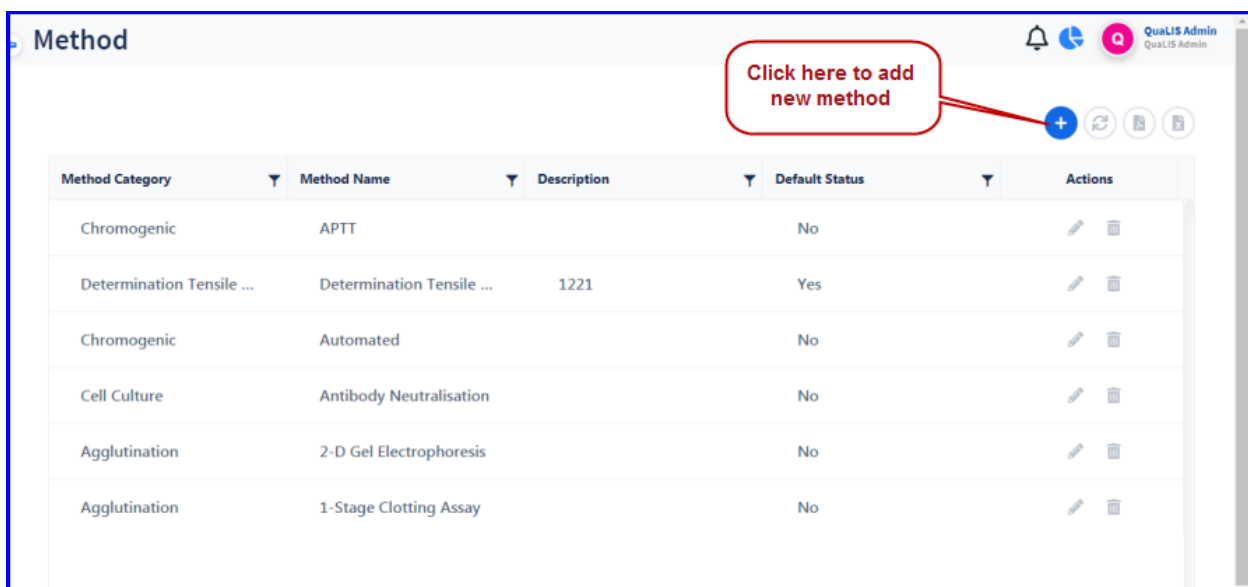 Method
QuaLIS Admin
QuaLIS Admin
Q
Click here to add
new method
Method Category Method Name Description Default Status Actions
Chromogenic APTT No
Determination Tensile ... Determination Tensile ... 1221 Yes
Chromogenic Automated No
Cell Culture Antibody Neutralisation No
Agglutination 2-D Gel Electrophoresis No
Agglutination 1-Stage Clotting Assay No